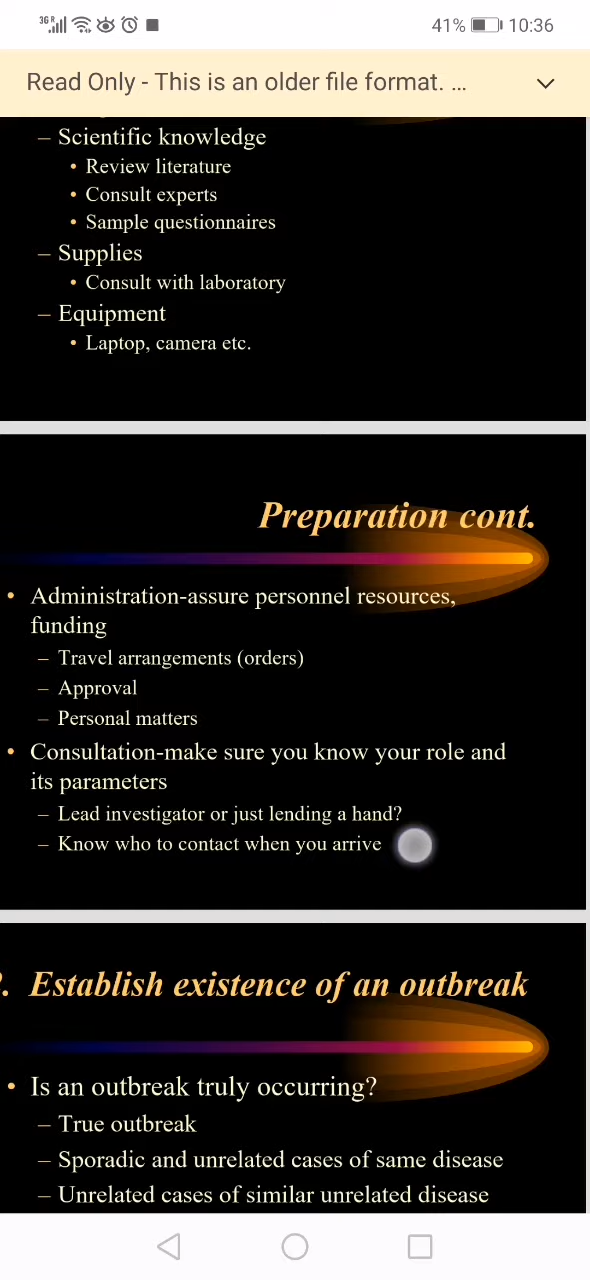 3G R
41% 10:36
Read Only - This is an older file format. ...
– Scientific knowledge
• Review literature
• Consult experts
• Sample questionnaires
– Supplies
• Consult with laboratory
– Equipment
• Laptop, camera etc.
Preparation cont.
• Administration-assure personnel resources,
funding
– Travel arrangements (orders)
– Approval
– Personal matters
• Consultation-make sure you know your role and
its parameters
– Lead investigator or just lending a hand?
– Know who to contact when you arrive
. Establish existence of an outbreak
• Is an outbreak truly occurring?
– True outbreak
– Sporadic and unrelated cases of same disease
– Unrelated cases of similar unrelated disease